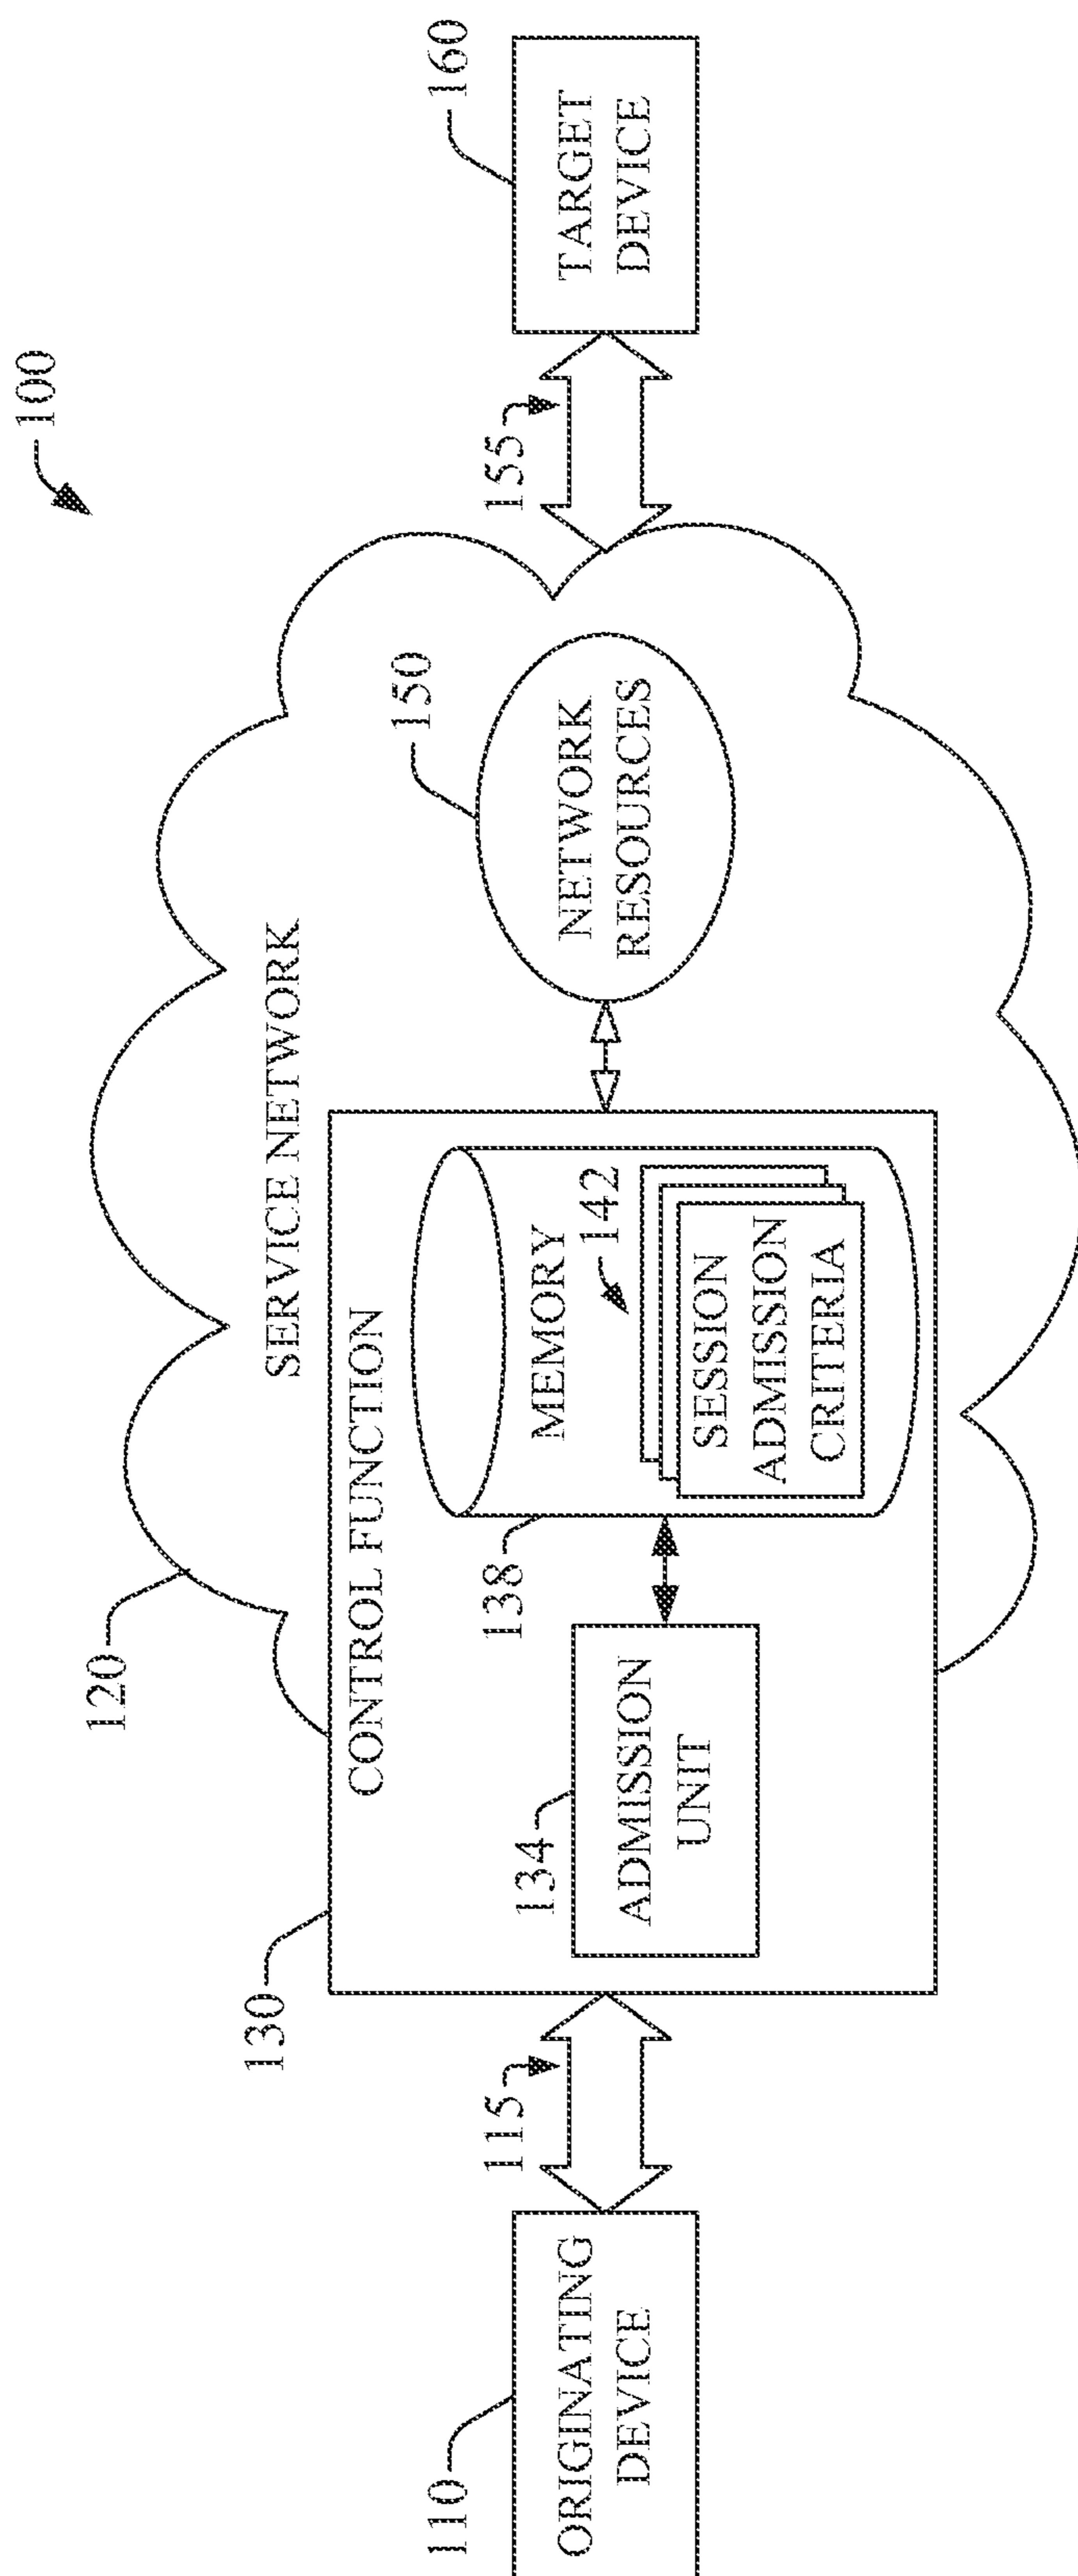 100
120
SERVICE NETWORK
130
CONTROL FUNCTION
110
ORIGINATING
DEVICE
115
134
ADMISSION
UNIT
138
MEMORY
142
SESSION
ADMISSION
CRITERIA
150
NETWORK
RESOURCES
155
160
TARGET
DEVICE